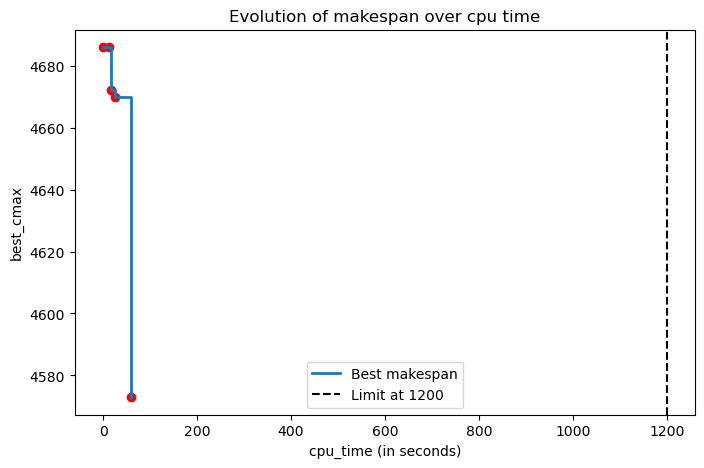 Evolution of makespan over cpu time
best_cmax
4680
4660
4640
4620
4600
4580
Best makespan
Limit at 1200
0 200 400 600 800 1000 1200
cpu_time (in seconds)